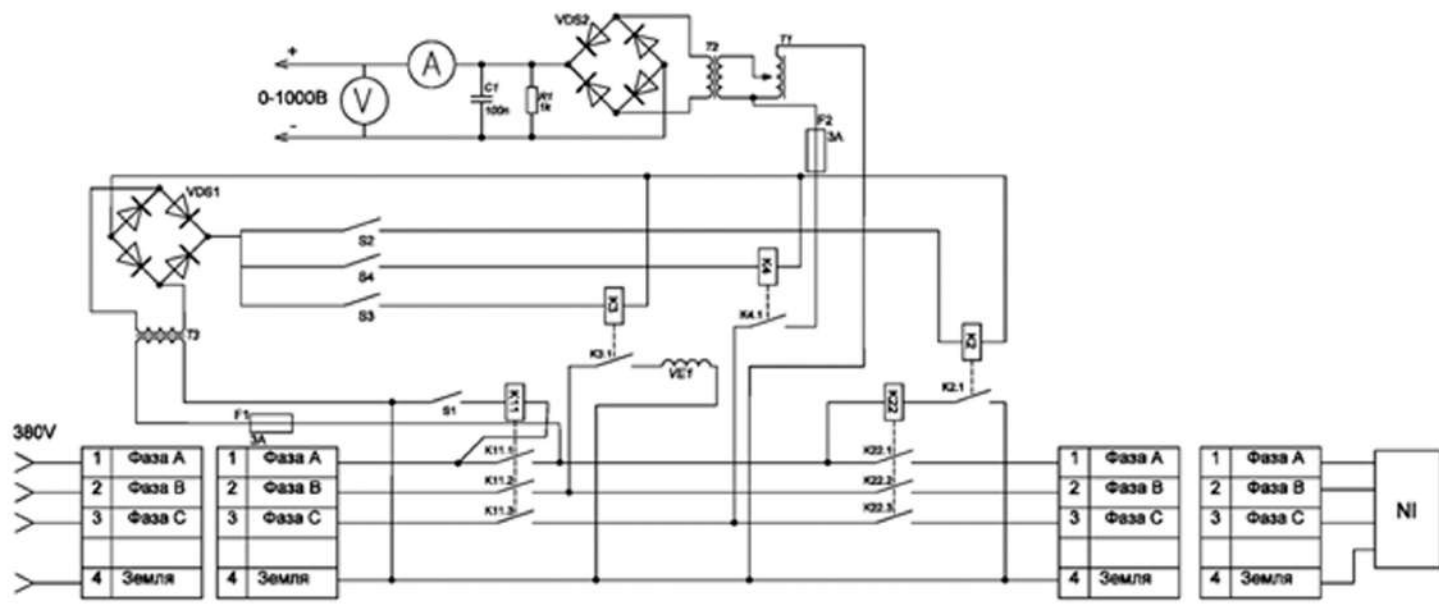 VDS2
T2
T1
+
A
0-1000В
V
C1
100n
R1
1k
-
F2
3A
VDS1
S2
S4
K4
S3
K3
K4.1
T3
K2
K3.1
VE1
K2.1
S1
K11
K22
F1
3A
380V
1 Фаза А
2 Фаза В
3 Фаза С
4 Земля
1 Фаза А
2 Фаза В
3 Фаза С
4 Земля
K11.1
K11.2
K11.3
K22.1
K22.2
K22.3
1 Фаза А
2 Фаза В
3 Фаза С
4 Земля
1 Фаза А
2 Фаза В
3 Фаза С
4 Земля
NI